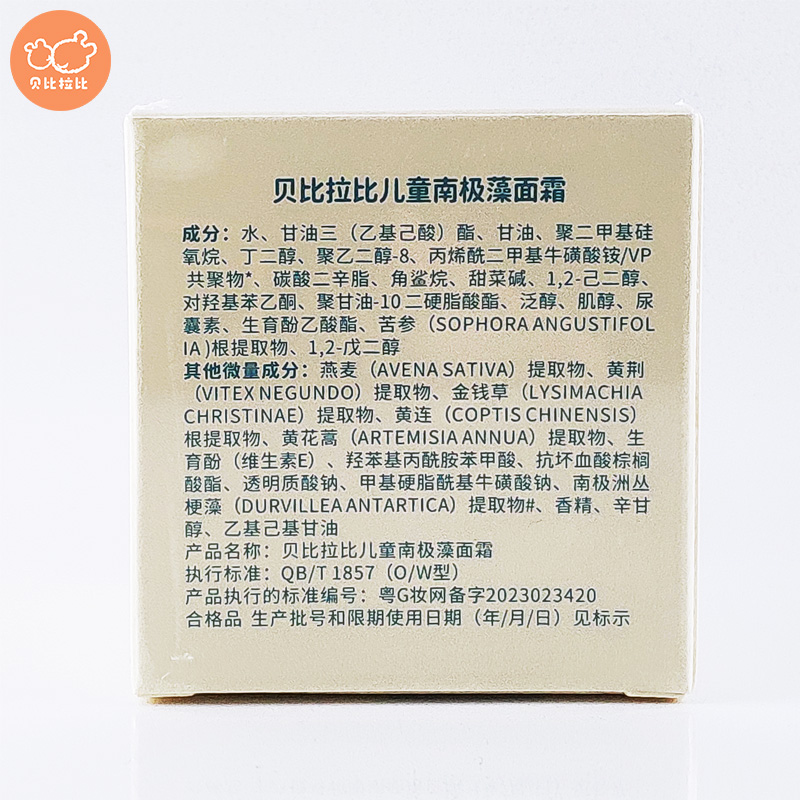 贝比拉比
贝比拉比儿童南极藻面霜
成分：水、甘油三（乙基己酸）酯、甘油、聚二甲基硅
氧烷、丁二醇、聚乙二醇-8、丙烯酰二甲基牛磺酸铵/VP
共聚物*、碳酸二辛脂、角鲨烷、甜菜碱、1,2-己二醇、
对羟基苯乙酮、聚甘油-10 二硬脂酸酯、泛醇、肌醇、尿
囊素、生育酚乙酸酯、苦参（SOPHORA ANGUSTIFOL
IA )根提取物、1,2-戊二醇
其他微量成分：燕麦（AVENA SATIVA）提取物、黄荆
（VITEX NEGUNDO）提取物、金钱草（LYSIMACHIA
CHRISTINAE）提取物、黄连（COPTIS CHINENSIS）
根提取物、黄花蒿（ARTEMISIA ANNUA）提取物、生
育酚（维生素E）、羟苯基丙酰胺苯甲酸、抗坏血酸棕榈
酸酯、透明质酸钠、甲基硬脂酰基牛磺酸钠、南极洲丛
梗藻（DURVILLEA ANTARTICA）提取物#、香精、辛甘
醇、乙基己基甘油
产品名称：贝比拉比儿童南极藻面霜
执行标准：QB/T 1857（O/W型）
产品执行的标准编号：粤G妆网备字2023023420
合格品 生产批号和限期使用日期（年/月/日）见标示